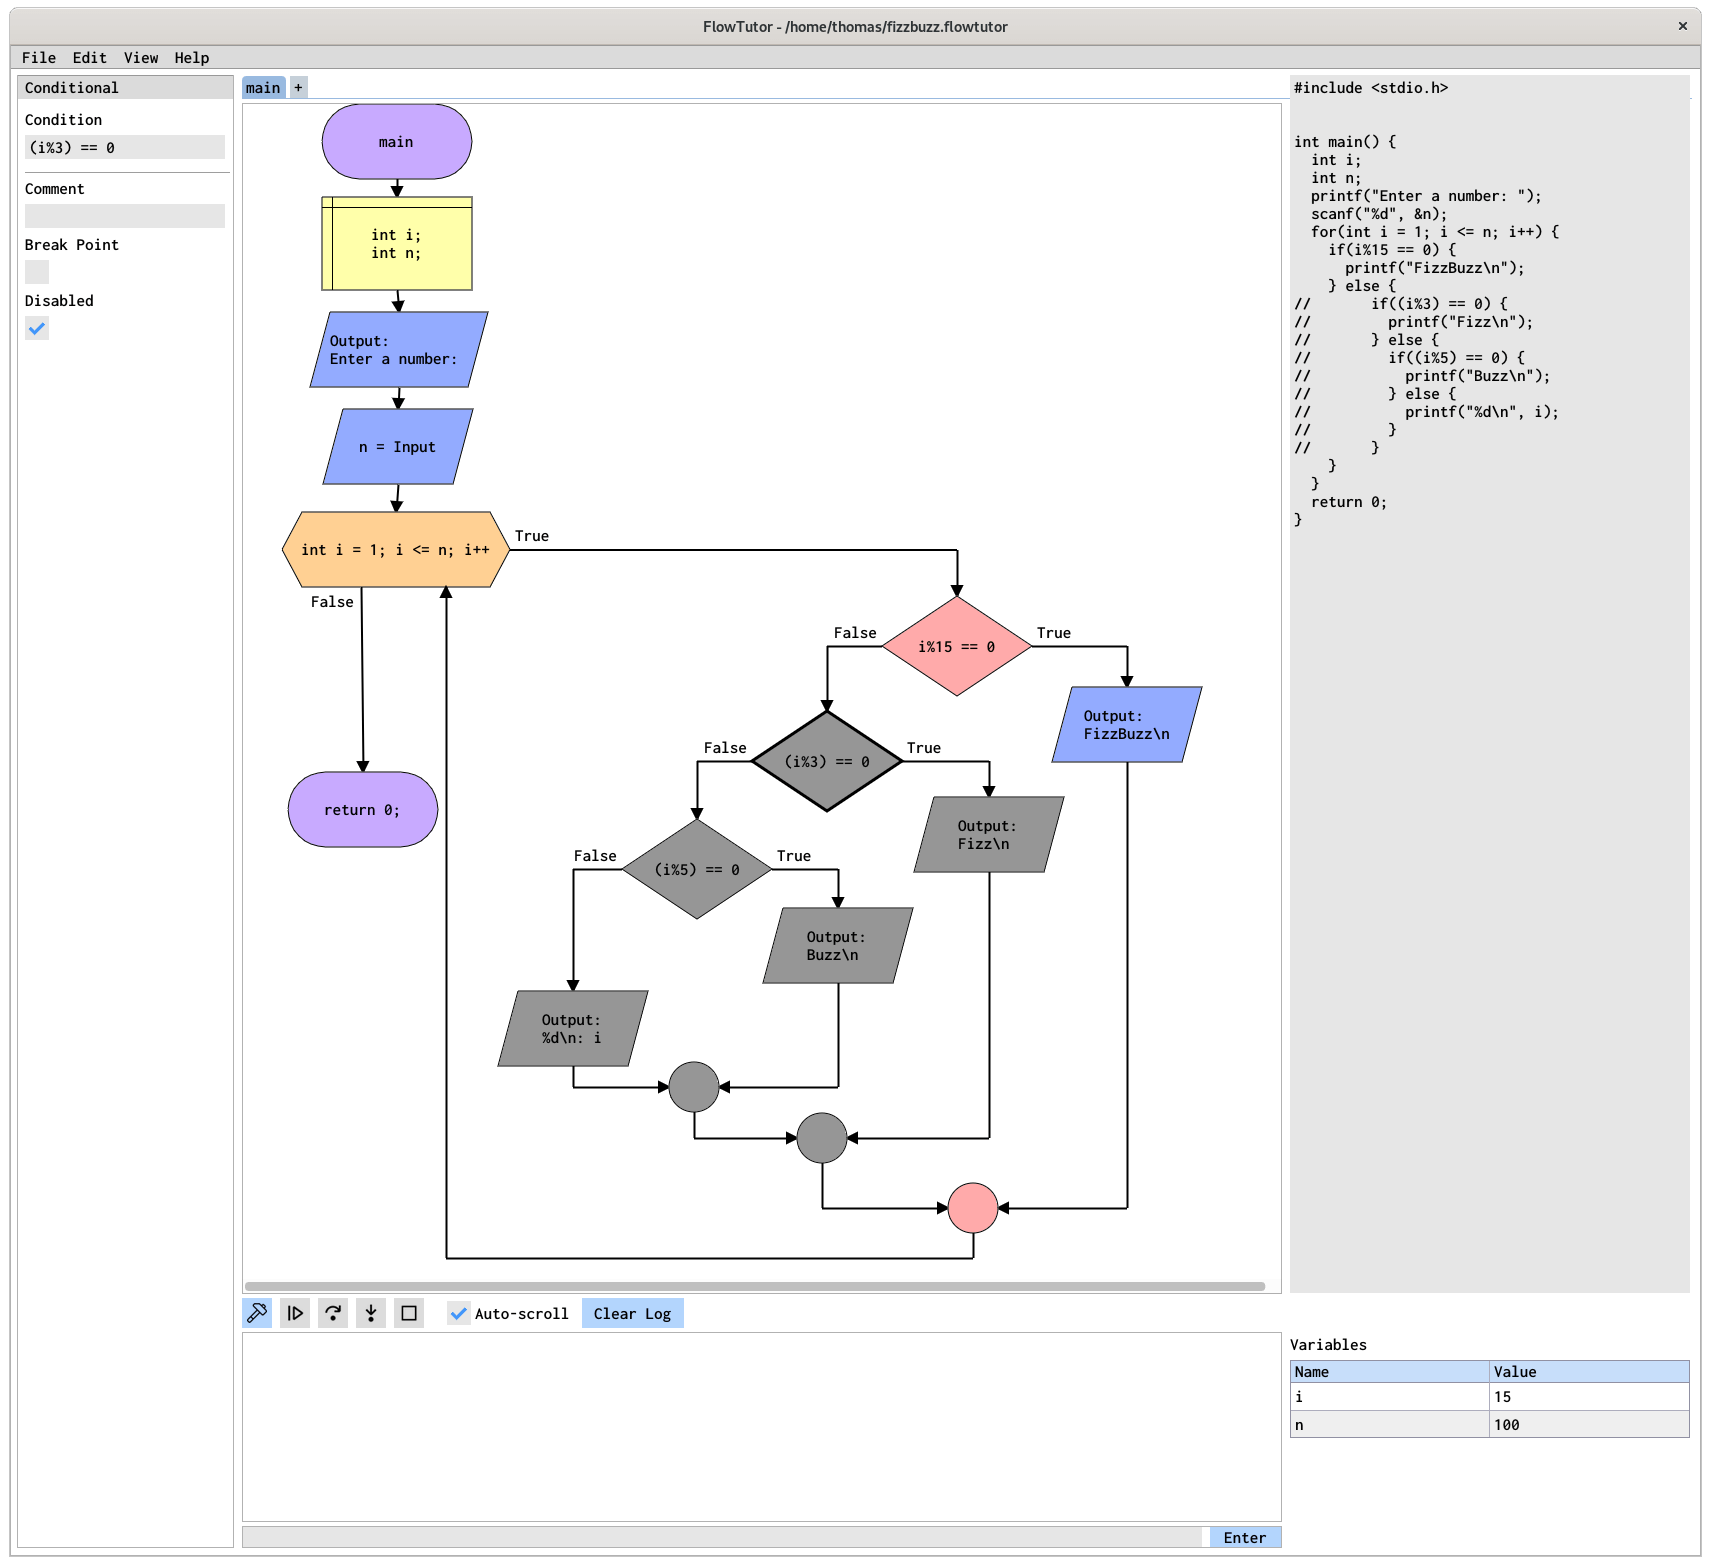 FlowTutor - /home/thomas/fizzbuzz.flowtutor
×
File Edit View Help
Conditional
Condition
(i%3) == 0
Comment
Break Point
Disabled
main +
main
int i;
int n;
Output:
Enter a number:
n = Input
int i = 1; i <= n; i++
True
False
return 0;
i%15 == 0
False
True
Output:
FizzBuzz\n
(i%3) == 0
False
True
Output:
Fizz\n
(i%5) == 0
False
True
Output:
Buzz\n
Output:
%d\n: i
#include <stdio.h>
int main() {
  int i;
  int n;
  printf("Enter a number: ");
  scanf("%d", &n);
  for(int i = 1; i <= n; i++) {
    if(i%15 == 0) {
      printf("FizzBuzz\n");
    } else {
//       if((i%3) == 0) {
//         printf("Fizz\n");
//       } else {
//         if((i%5) == 0) {
//           printf("Buzz\n");
//         } else {
//           printf("%d\n", i);
//         }
//       }
    }
  }
  return 0;
}
Auto-scroll
Clear Log
Enter
Variables
Name Value
i 15
n 100